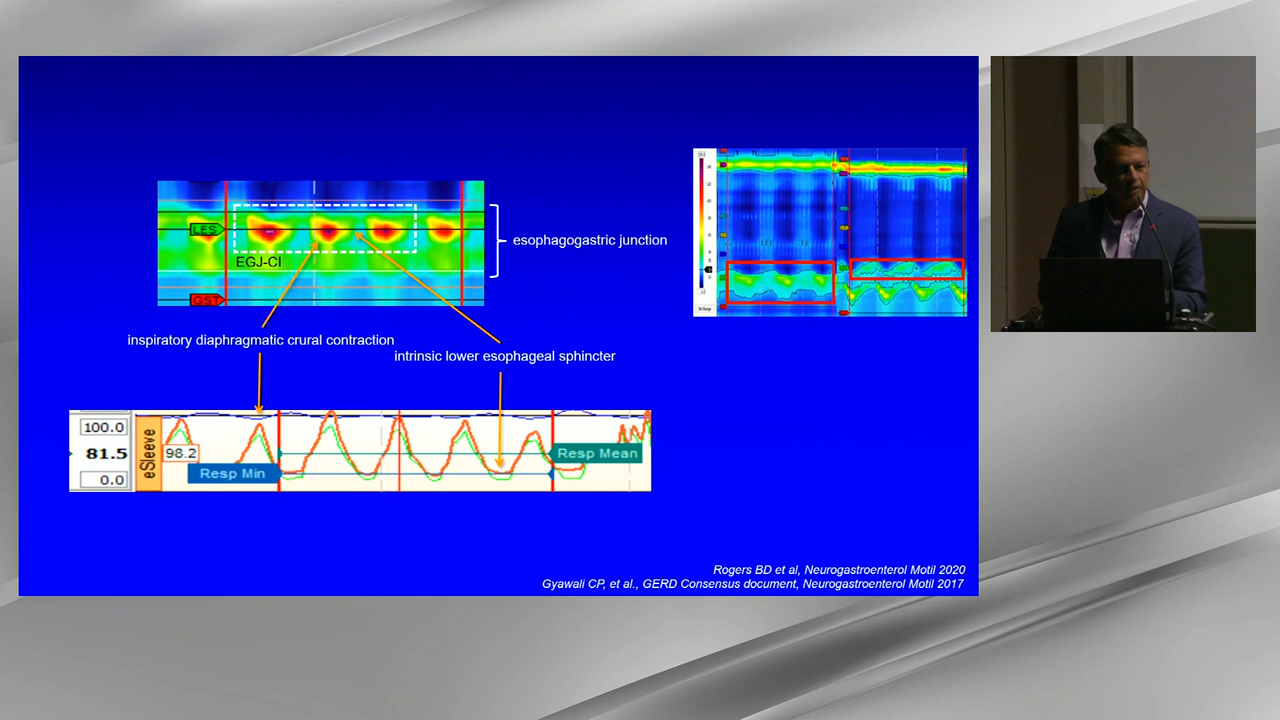 LES
EGJ-CI
GST
esophagogastric junction
inspiratory diaphragmatic crural contraction
intrinsic lower esophageal sphincter
100.0
81.5
0.0
eSleeve
98.2
Resp Min
Resp Mean
Rogers BD et al, Neurogastroenterol Motil 2020
Gyawali CP, et al., GERD Consensus document, Neurogastroenterol Motil 2017